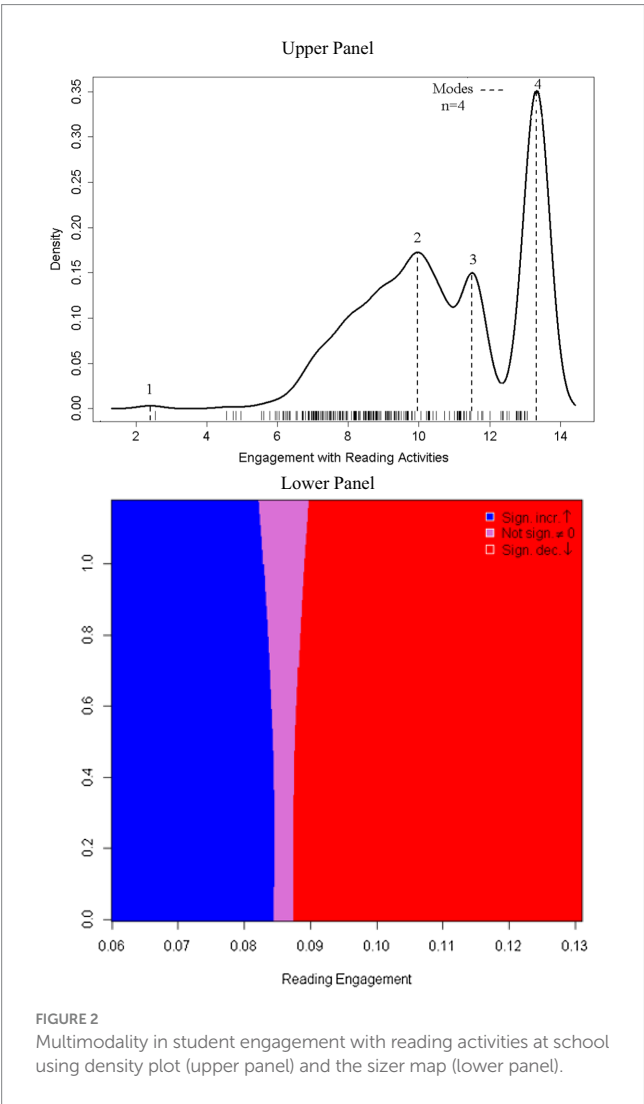 Upper Panel
Modes
n=4
4
2
3
1
0.35
0.30
0.25
0.20
0.15
0.10
0.05
0.00
Density
2 4 6 8 10 12 14
Engagement with Reading Activities
Lower Panel
Sign. incr.↑
Not sign.≠0
Sign. dec.↓
1.0
0.8
0.6
0.4
0.2
0.0
0.06 0.07 0.08 0.09 0.10 0.11 0.12 0.13
Reading Engagement
FIGURE 2
Multimodality in student engagement with reading activities at school
using density plot (upper panel) and the sizer map (lower panel).